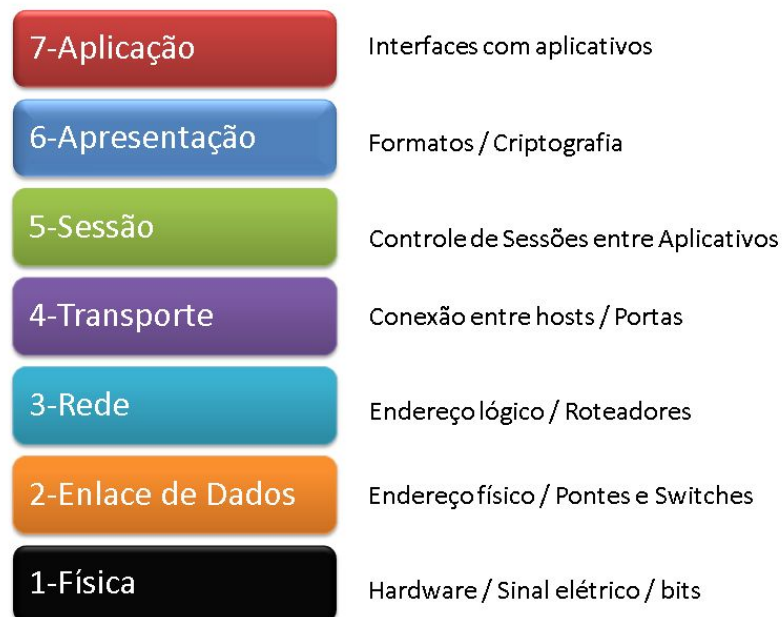 7-Aplicação
Interfaces com aplicativos
6-Apresentação
Formatos / Criptografia
5-Sessão
Controle de Sessões entre Aplicativos
4-Transporte
Conexão entre hosts / Portas
3-Rede
Endereço lógico / Roteadores
2-Enlace de Dados
Endereço físico / Pontes e Switches
1-Física
Hardware / Sinal elétrico / bits